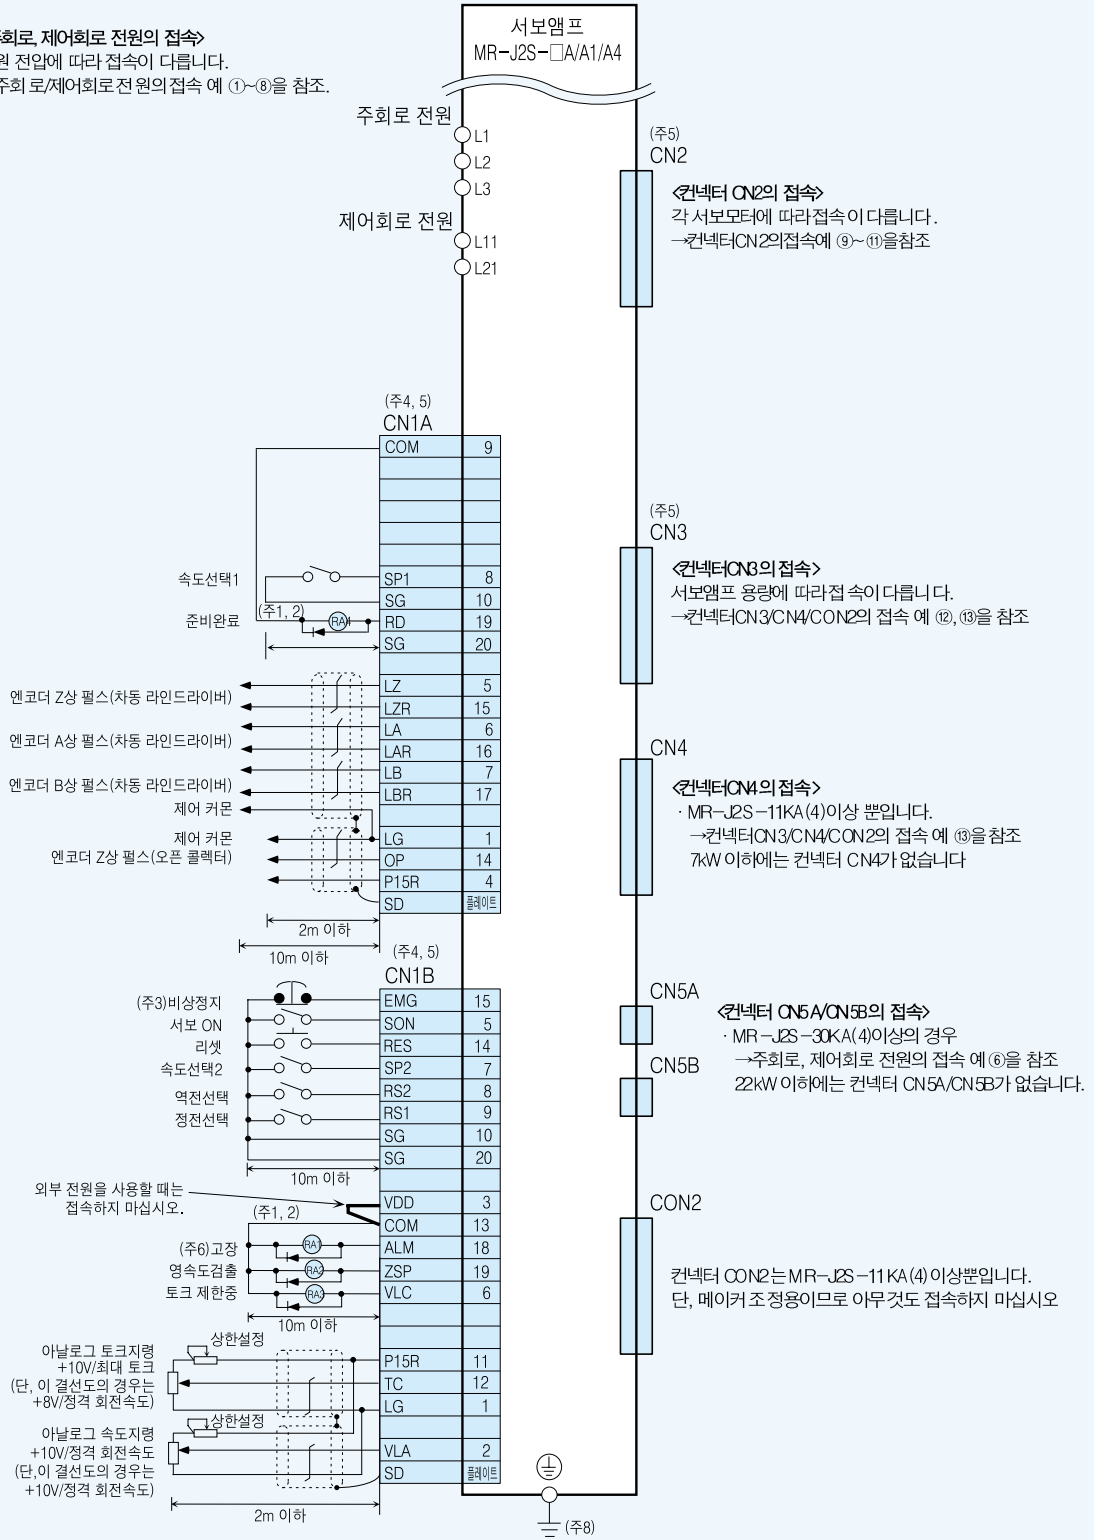 회로, 제어회로 전원의 접속>
원 전압에 따라 접속이 다릅니다.
주회로/제어회로전원의접속 예 ①~⑧을 참조.
서보앰프
MR-J2S-□A/A1/A4
주회로 전원
L1
L2
L3
제어회로 전원
L11
L21
(주5)
CN2
<컨넥터 CN2의 접속>
각 서보모터에 따라접속이 다릅니다.
→컨넥터CN2의접속예 ⑨~⑪을참조
(주5)
CN3
<컨넥터CN3의 접속>
서보앰프 용량에 따라접속이 다릅니다.
→컨넥터CN3/CN4/CON2의 접속 예 ⑫, ⑬을 참조
CN4
<컨넥터CN4의 접속>
· MR-J2S-11KA(4)이상 뿐입니다.
→컨넥터CN3/CN4/CON2의 접속 예 ⑬을 참조
7kW 이하에는 컨넥터 CN4가 없습니다
CN5A
CN5B
<컨넥터 CN5A/CN5B의 접속>
· MR-J2S-30KA(4)이상의 경우
→주회로, 제어회로 전원의 접속 예 ⑥을 참조
22kW 이하에는 컨넥터 CN5A/CN5B가 없습니다.
CON2
컨넥터 CON2는 MR-J2S-11KA(4)이상뿐입니다.
단, 메이커 조정용이므로 아무것도 접속하지 마십시오
(주4, 5)
CN1A
COM 9
속도선택1 SP1 8
SG 10
준비완료 (주1, 2) RA4 RD 19
SG 20
엔코더 Z상 펄스(차동 라인드라이버) LZ 5
LZR 15
엔코더 A상 펄스(차동 라인드라이버) LA 6
LAR 16
엔코더 B상 펄스(차동 라인드라이버) LB 7
LBR 17
제어 커몬
제어 커몬 LG 1
엔코더 Z상 펄스(오픈 콜렉터) OP 14
P15R 4
SD 플레이트
2m 이하
10m 이하
(주4, 5)
CN1B
(주3)비상정지 EMG 15
서보 ON SON 5
리셋 RES 14
속도선택2 SP2 7
역전선택 RS2 8
정전선택 RS1 9
SG 10
SG 20
10m 이하
외부 전원을 사용할 때는
접속하지 마십시오.
VDD 3
(주1, 2) COM 13
(주6)고장 RA1 ALM 18
영속도검출 RA2 ZSP 19
토크 제한중 RA3 VLC 6
10m 이하
상한설정
아날로그 토크지령
+10V/최대 토크
(단, 이 결선도의 경우는
+8V/정격 회전속도)
P15R 11
TC 12
LG 1
상한설정
아날로그 속도지령
+10V/정격 회전속도
(단,이 결선도의 경우는
+10V/정격 회전속도)
VLA 2
SD 플레이트
2m 이하
(주8)